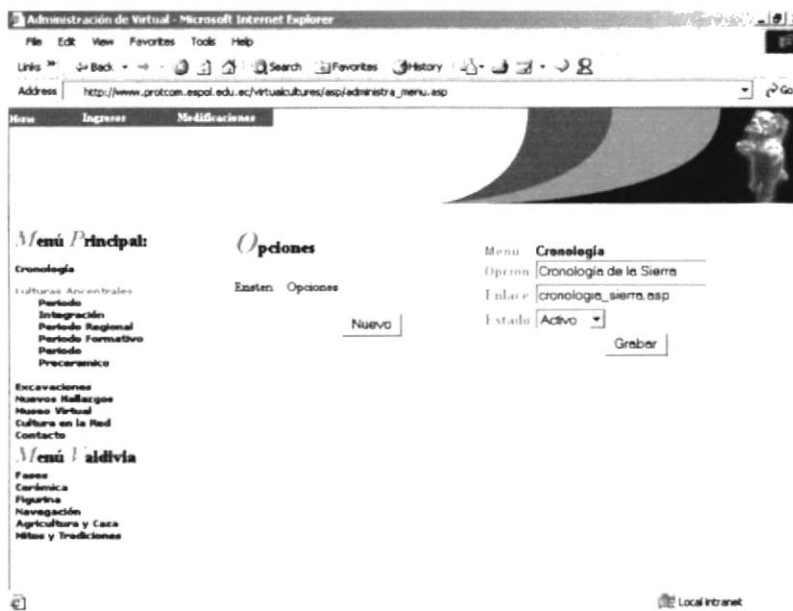 Administración de Virtual - Microsoft Internet Explorer
File Edit View Favorites Tools Help
Links » Back Search Favorites History
Address http://www.protcom.espol.edu.ec/virtualcultures/asp/administra_menu.asp Go
Ingresos Modificaciones
Menú Principal:
Cronología
Culturas Ancentrales
Periodo
Integración
Periodo Regional
Periodo Formativo
Periodo
Preceramico
Excavaciones
Nuevos Hallazgos
Museo Virtual
Cultura en la Red
Contacto
Menú Valdivia
Fases
Cerámica
Figurina
Navegación
Agricultura y Caza
Mitos y Tradiciones
Opciones
Existen Opciones
Nuevo
Menu Cronología
Opcion Cronología de la Sierra
Enlace cronologia_sierra.asp
Estado Activo
Grabar
Local intranet